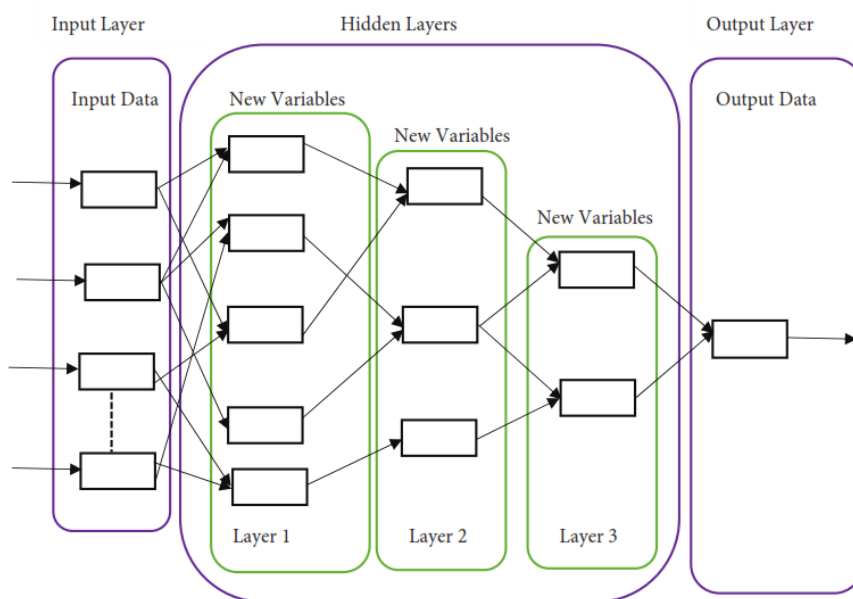 Input Layer
Hidden Layers
Output Layer
Input Data
New Variables
New Variables
New Variables
Output Data
Layer 1
Layer 2
Layer 3